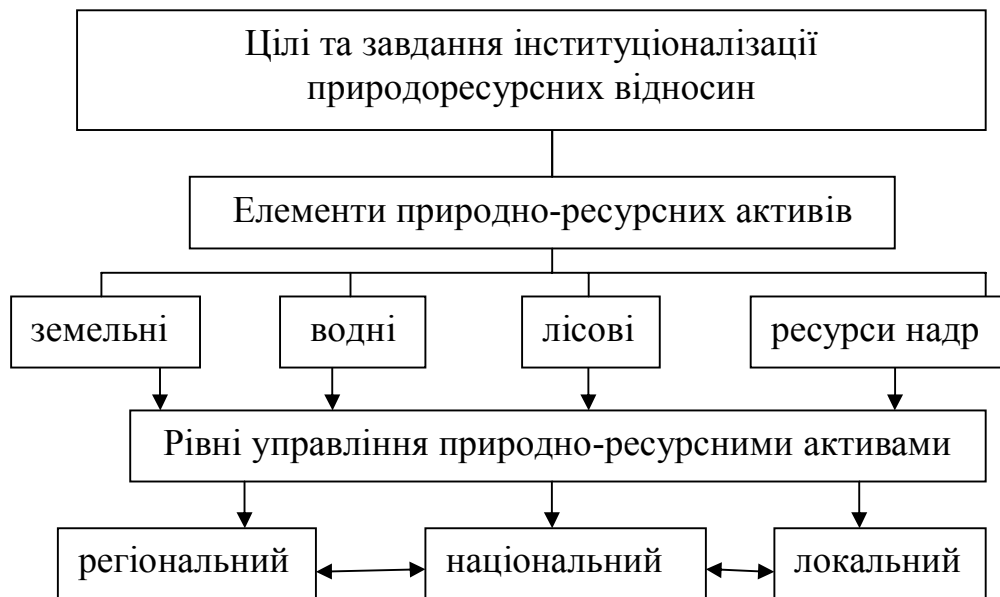 Цілі та завдання інституціоналізації
природоресурсних відносин
Елементи природно-ресурсних активів
земельні
водні
лісові
ресурси надр
Рівні управління природно-ресурсними активами
регіональний
національний
локальний